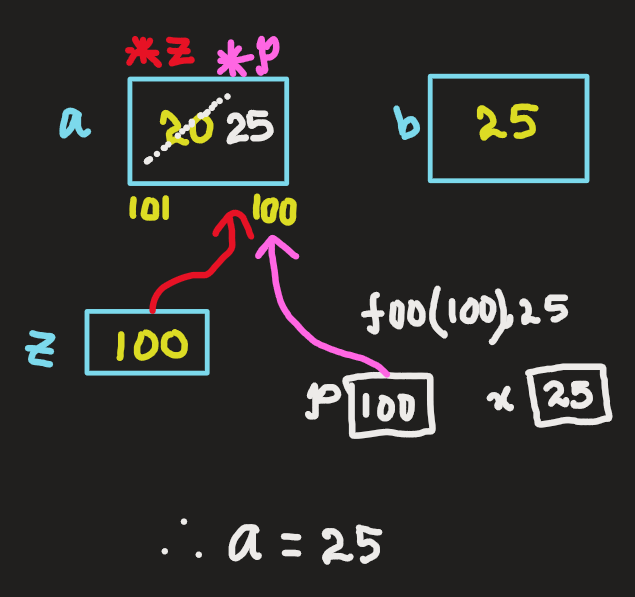 *z *p
a 20 25 b 25
101 100
foo(100),25
z 100
p 100 x 25
∴ a = 25